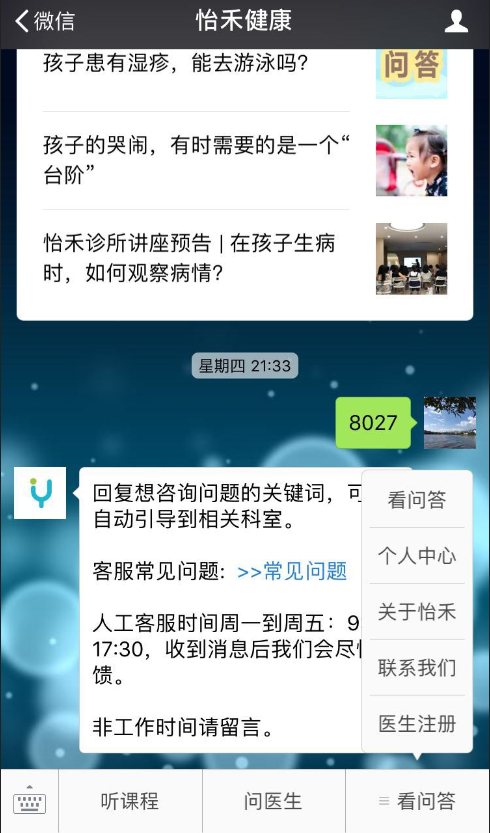 微信
怡禾健康
孩子患有湿疹，能去游泳吗?
问答
孩子的哭闹，有时需要的是一个“
台阶”
怡禾诊所讲座预告 | 在孩子生病
时，如何观察病情?
星期四 21:33
8027
回复想咨询问题的关键词，可
自动引导到相关科室。
客服常见问题: >>常见问题
人工客服时间周一到周五：9
17:30，收到消息后我们会尽
馈。
非工作时间请留言。
看问答
个人中心
关于怡禾
联系我们
医生注册
听课程
问医生
看问答